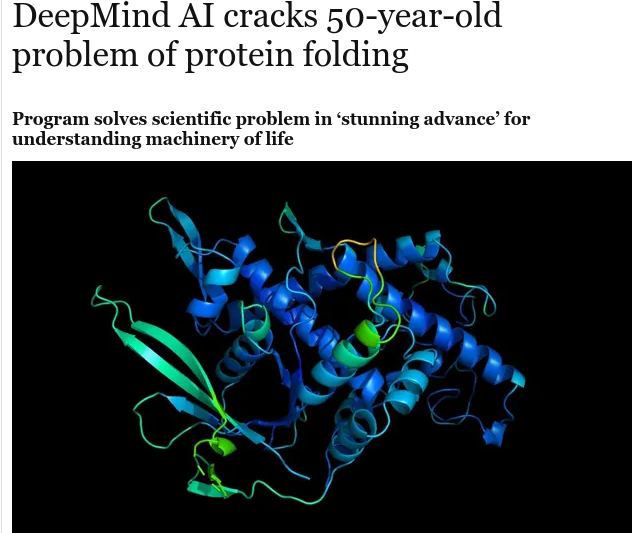 DeepMind AI cracks 50-year-old
problem of protein folding
Program solves scientific problem in ‘stunning advance’ for
understanding machinery of life